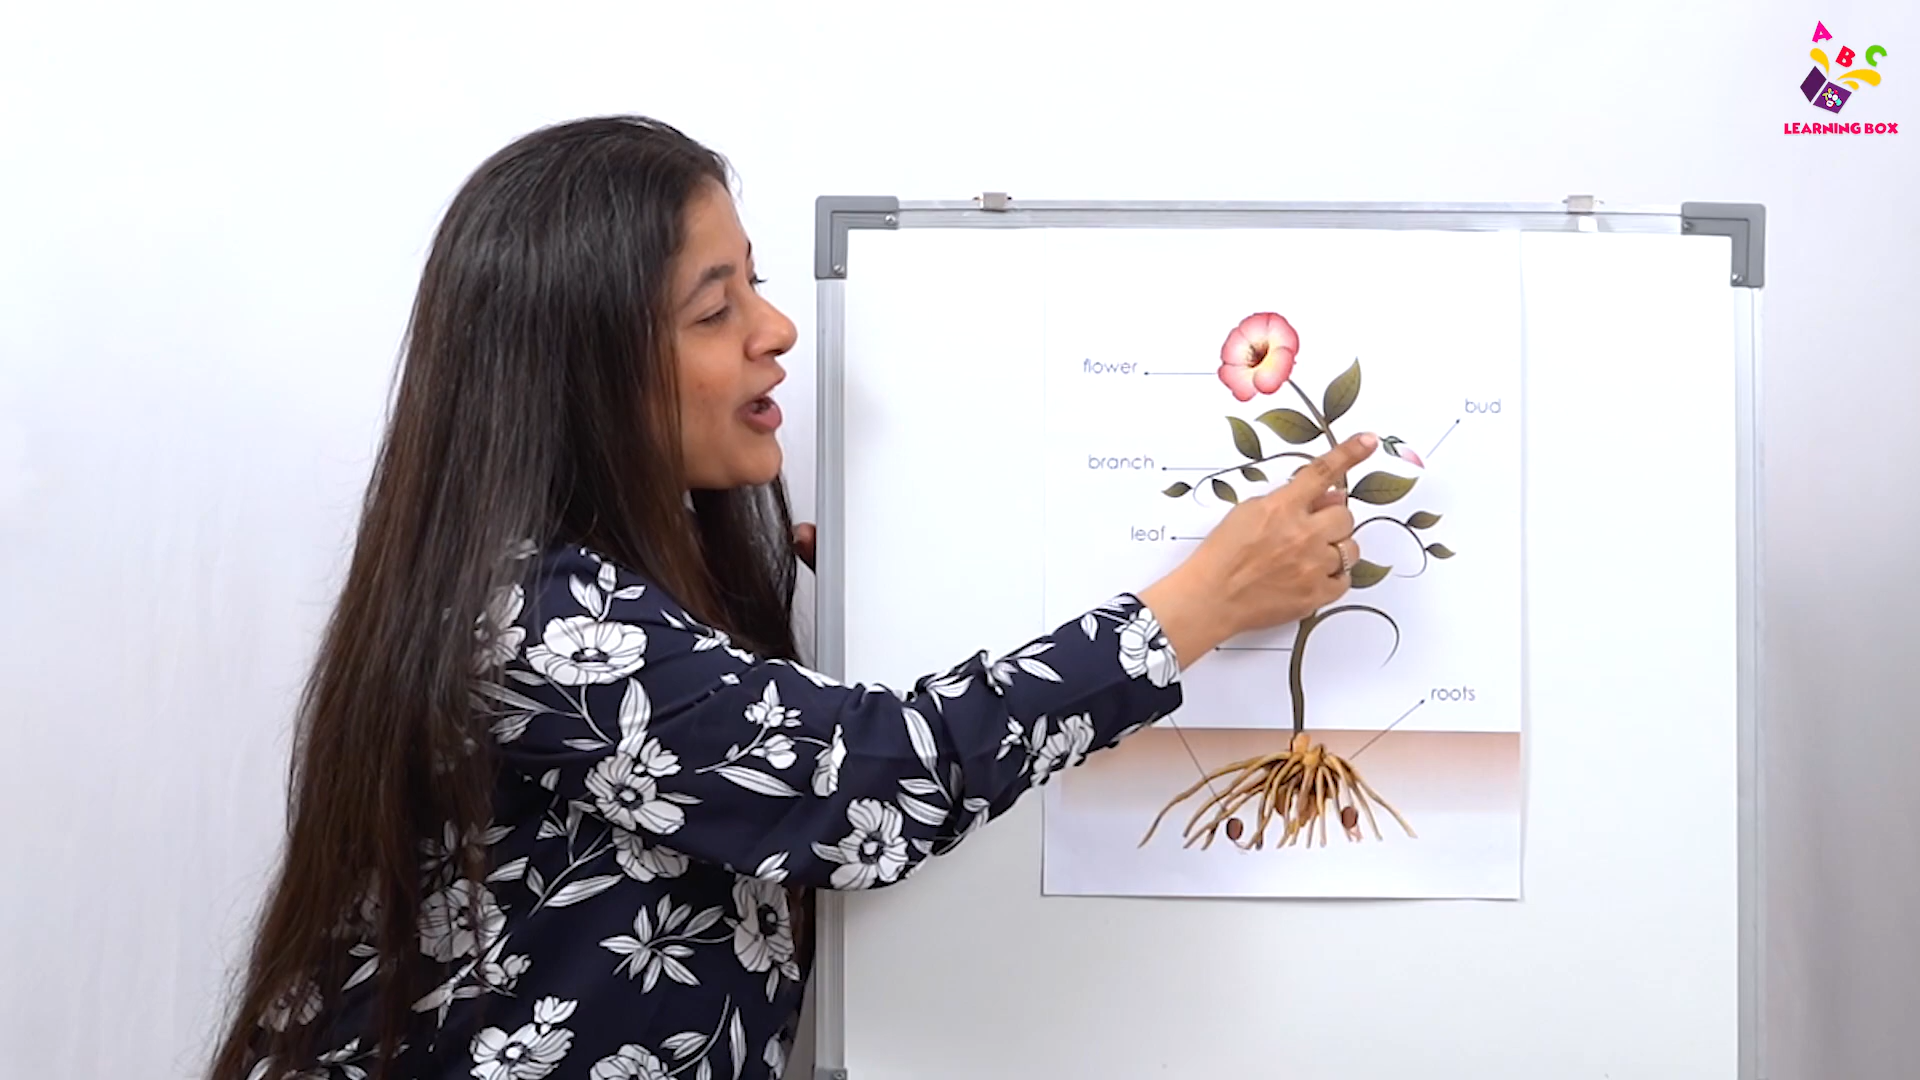 A B C
LEARNING BOX
flower
bud
branch
leaf
roots